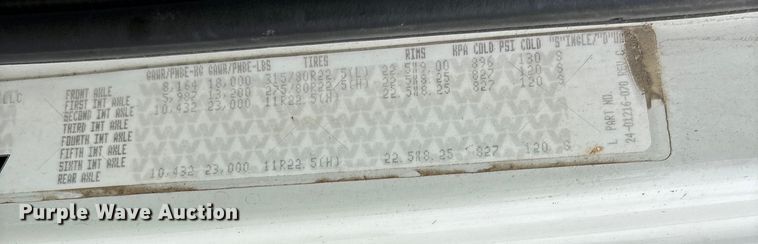 GAWR/PNBE-KG GAWR/PNBE-LBS TIRES RIMS KPA COLD PSI COLD "S"INGLE/"D"U
FRONT AXLE 8,164 18,000 315/80R22.5(L) 22.5X9.00 896 130 S
FIRST INT AXLE 5,982 13,200 275/80R22.5(H) 22.5X8.25 827 120 S
SECOND INT AXLE 10,432 23,000 11R22.5(H) 22.5X8.25 827 120 S
THIRD INT AXLE
FOURTH INT AXLE
FIFTH INT AXLE
SIXTH INT AXLE
REAR AXLE 10,432 23,000 11R22.5(H) 22.5X8.25 827 120 S
LLC
L PART NO.
24-01216-070
Purple Wave Auction